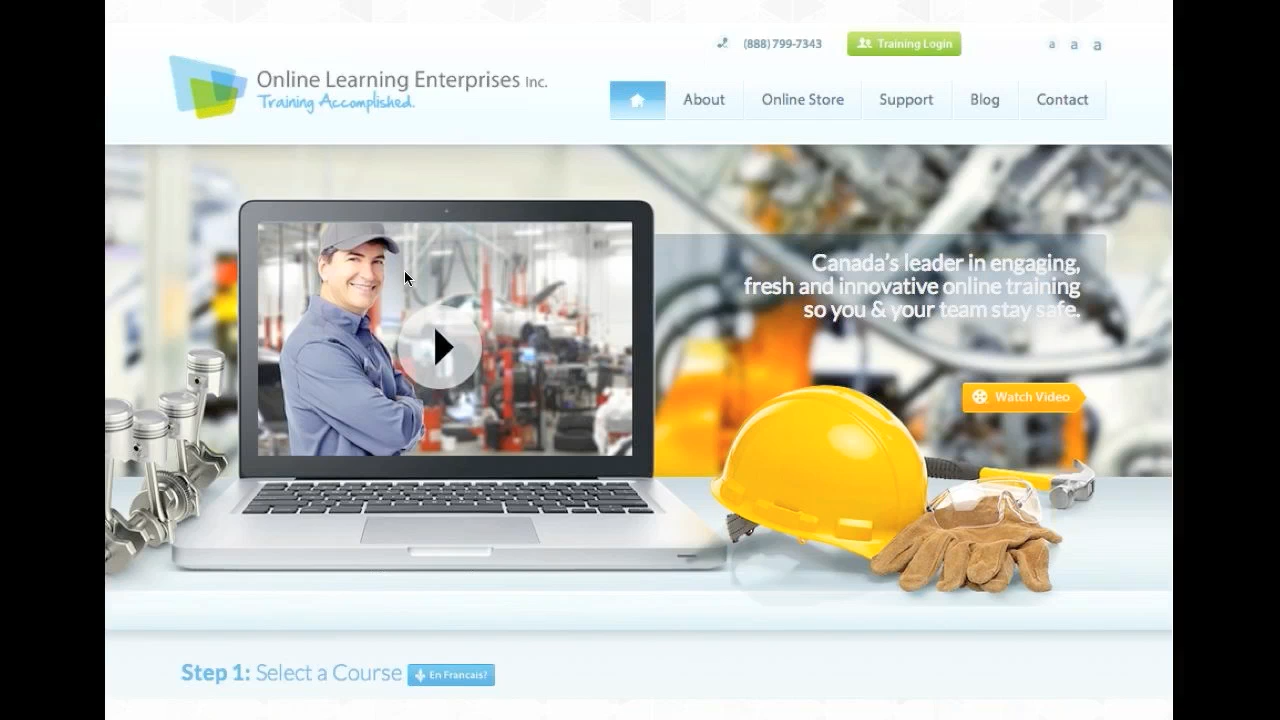 (888) 799-7343
Training Login
a a a
Online Learning Enterprises Inc.
Training Accomplished.
About
Online Store
Support
Blog
Contact
Canada's leader in engaging,
fresh and innovative online training
so you & your team stay safe.
Watch Video
Step 1: Select a Course
En Francais?